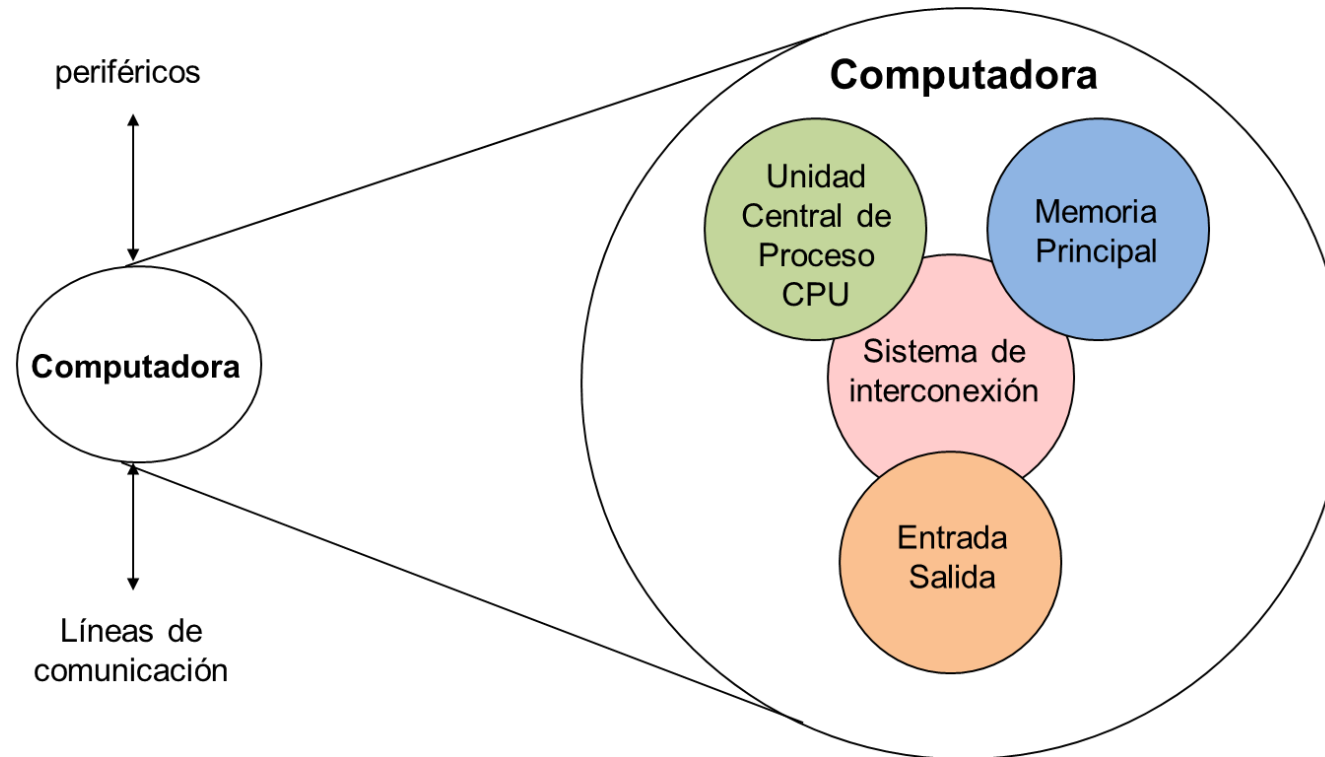 periféricos
Computadora
Líneas de
comunicación
Computadora
Unidad
Central de
Proceso
CPU
Memoria
Principal
Sistema de
interconexión
Entrada
Salida